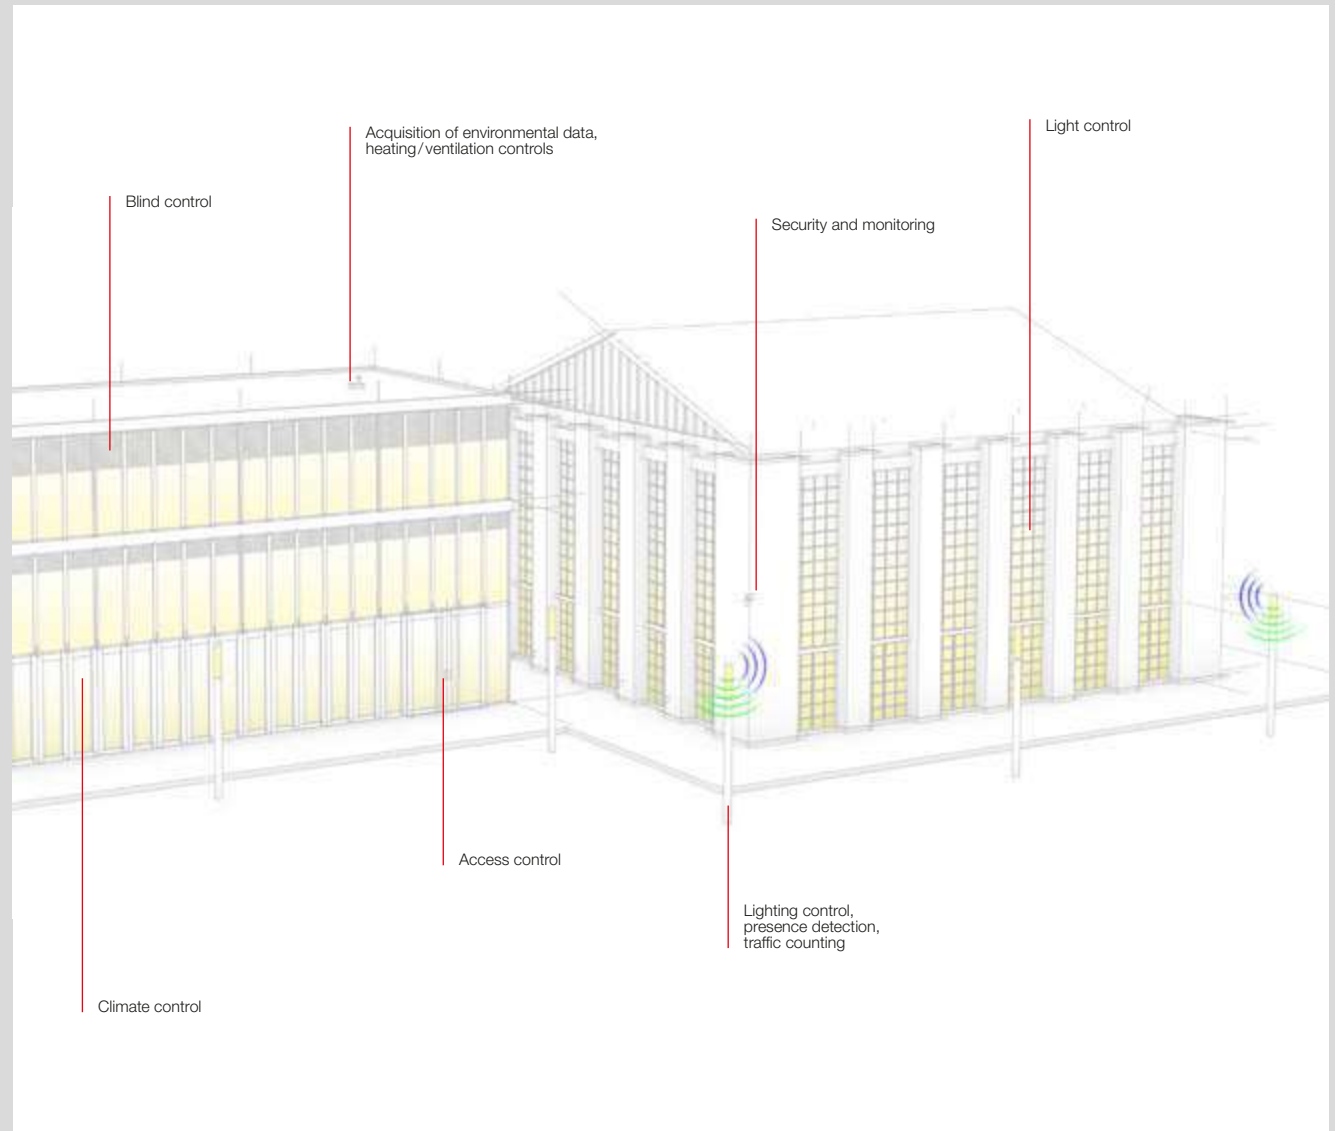 Light control
Acquisition of environmental data,
heating/ventilation controls
Blind control
Security and monitoring
Access control
Lighting control,
presence detection,
traffic counting
Climate control